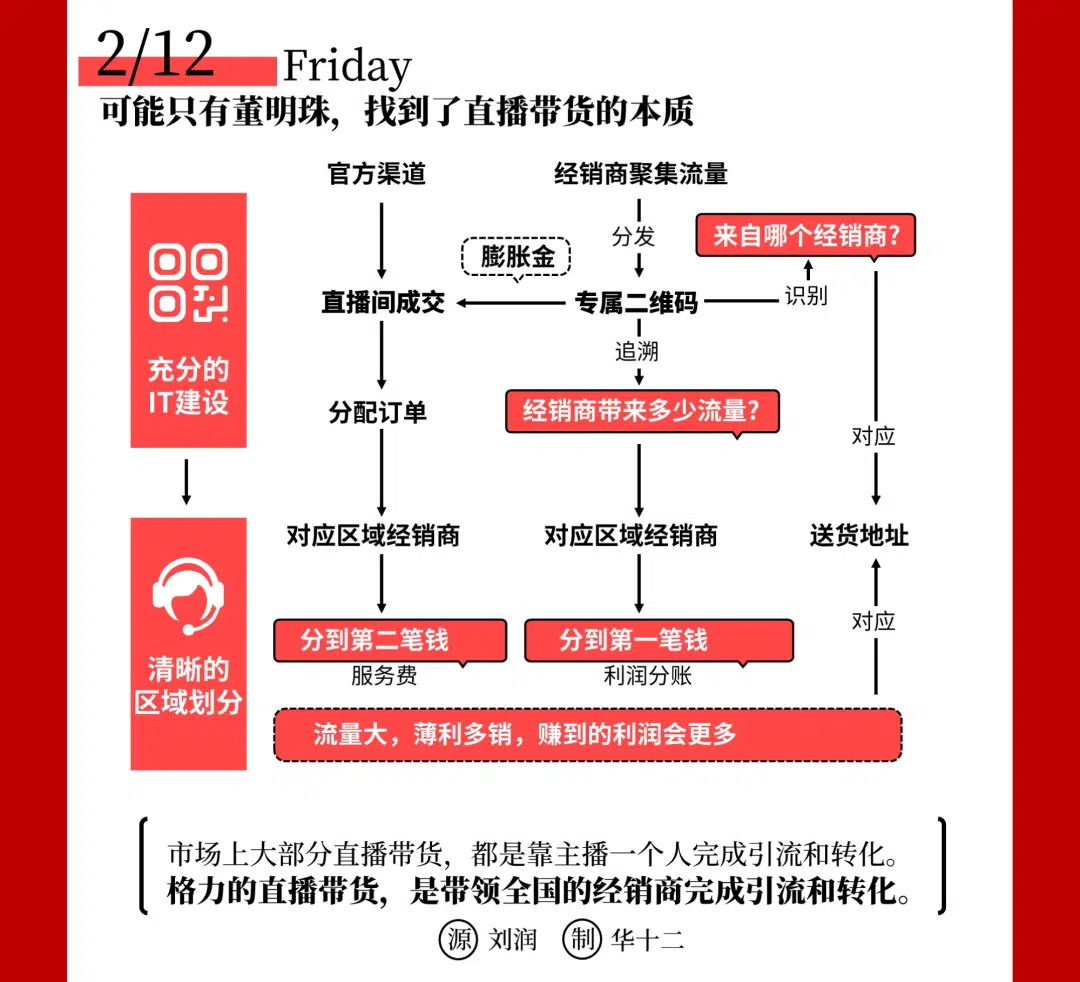 2/12 Friday
可能只有董明珠，找到了直播带货的本质
官方渠道
经销商聚集流量
分发
来自哪个经销商？
膨胀金
直播间成交
专属二维码
识别
追溯
充分的
IT建设
分配订单
经销商带来多少流量？
对应
对应区域经销商
对应区域经销商
送货地址
分到第二笔钱
分到第一笔钱
对应
服务费
利润分账
清晰的
区域划分
流量大，薄利多销，赚到的利润会更多
市场上大部分直播带货，都是靠主播一个人完成引流和转化。
格力的直播带货，是带领全国的经销商完成引流和转化。
源 刘润 制 华十二